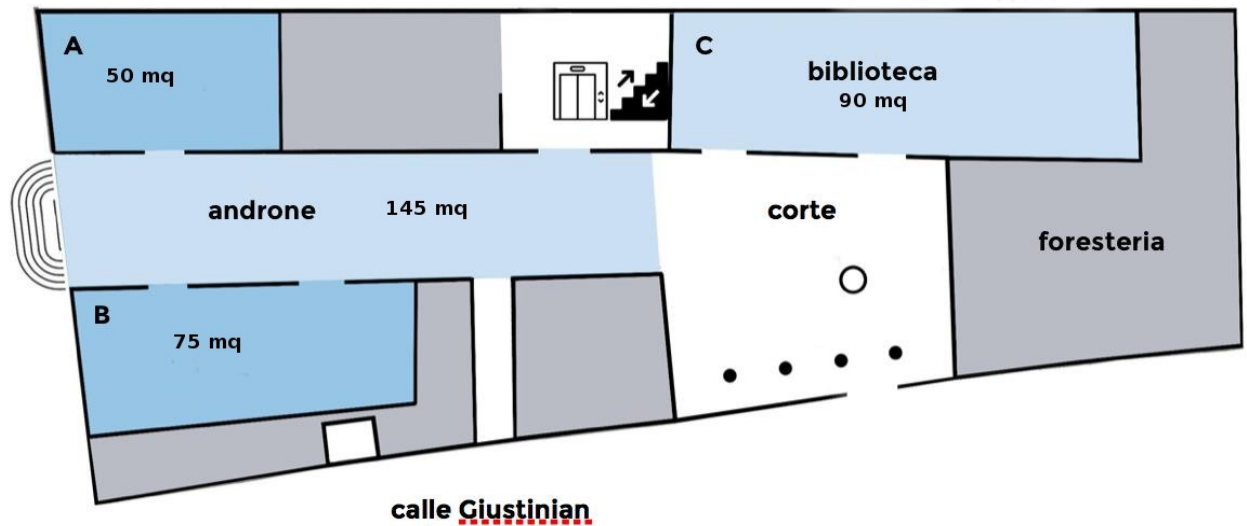 A
50 mq
C
biblioteca
90 mq
androne
145 mq
corte
foresteria
B
75 mq
calle Giustinian